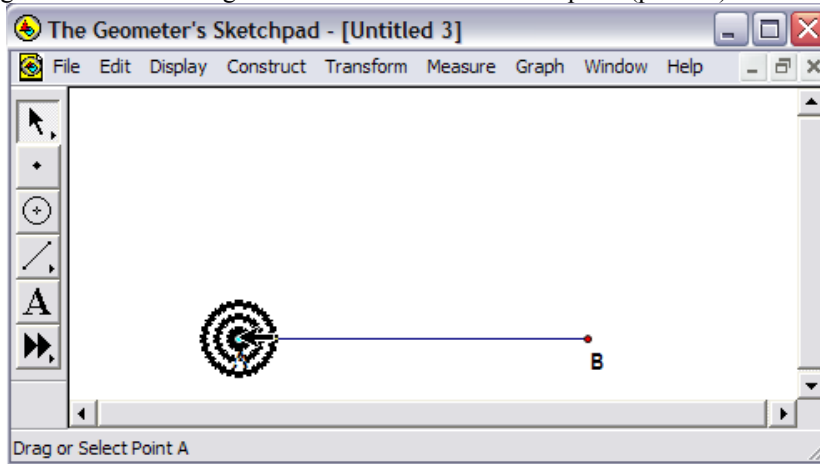 The Geometer's Sketchpad - [Untitled 3]
File Edit Display Construct Transform Measure Graph Window Help
A
B
Drag or Select Point A